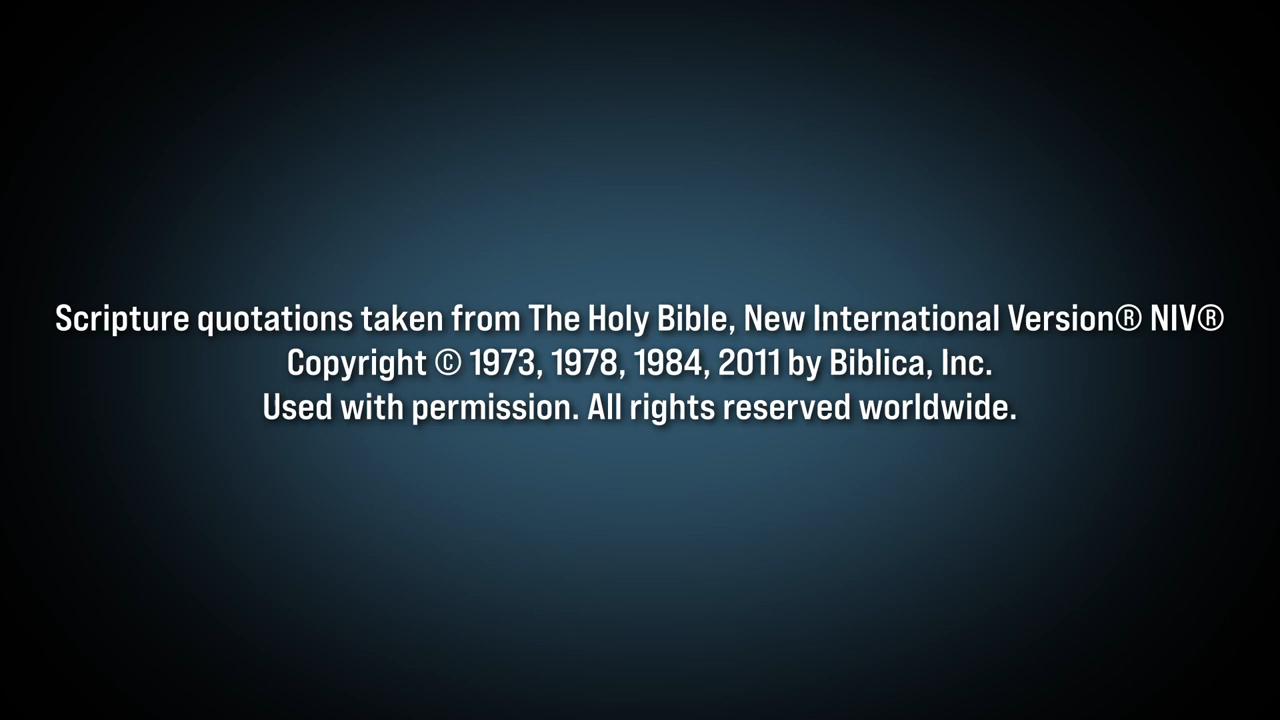 Scripture quotations taken from The Holy Bible, New International Version® NIV®
Copyright © 1973, 1978, 1984, 2011 by Biblica, Inc.
Used with permission. All rights reserved worldwide.